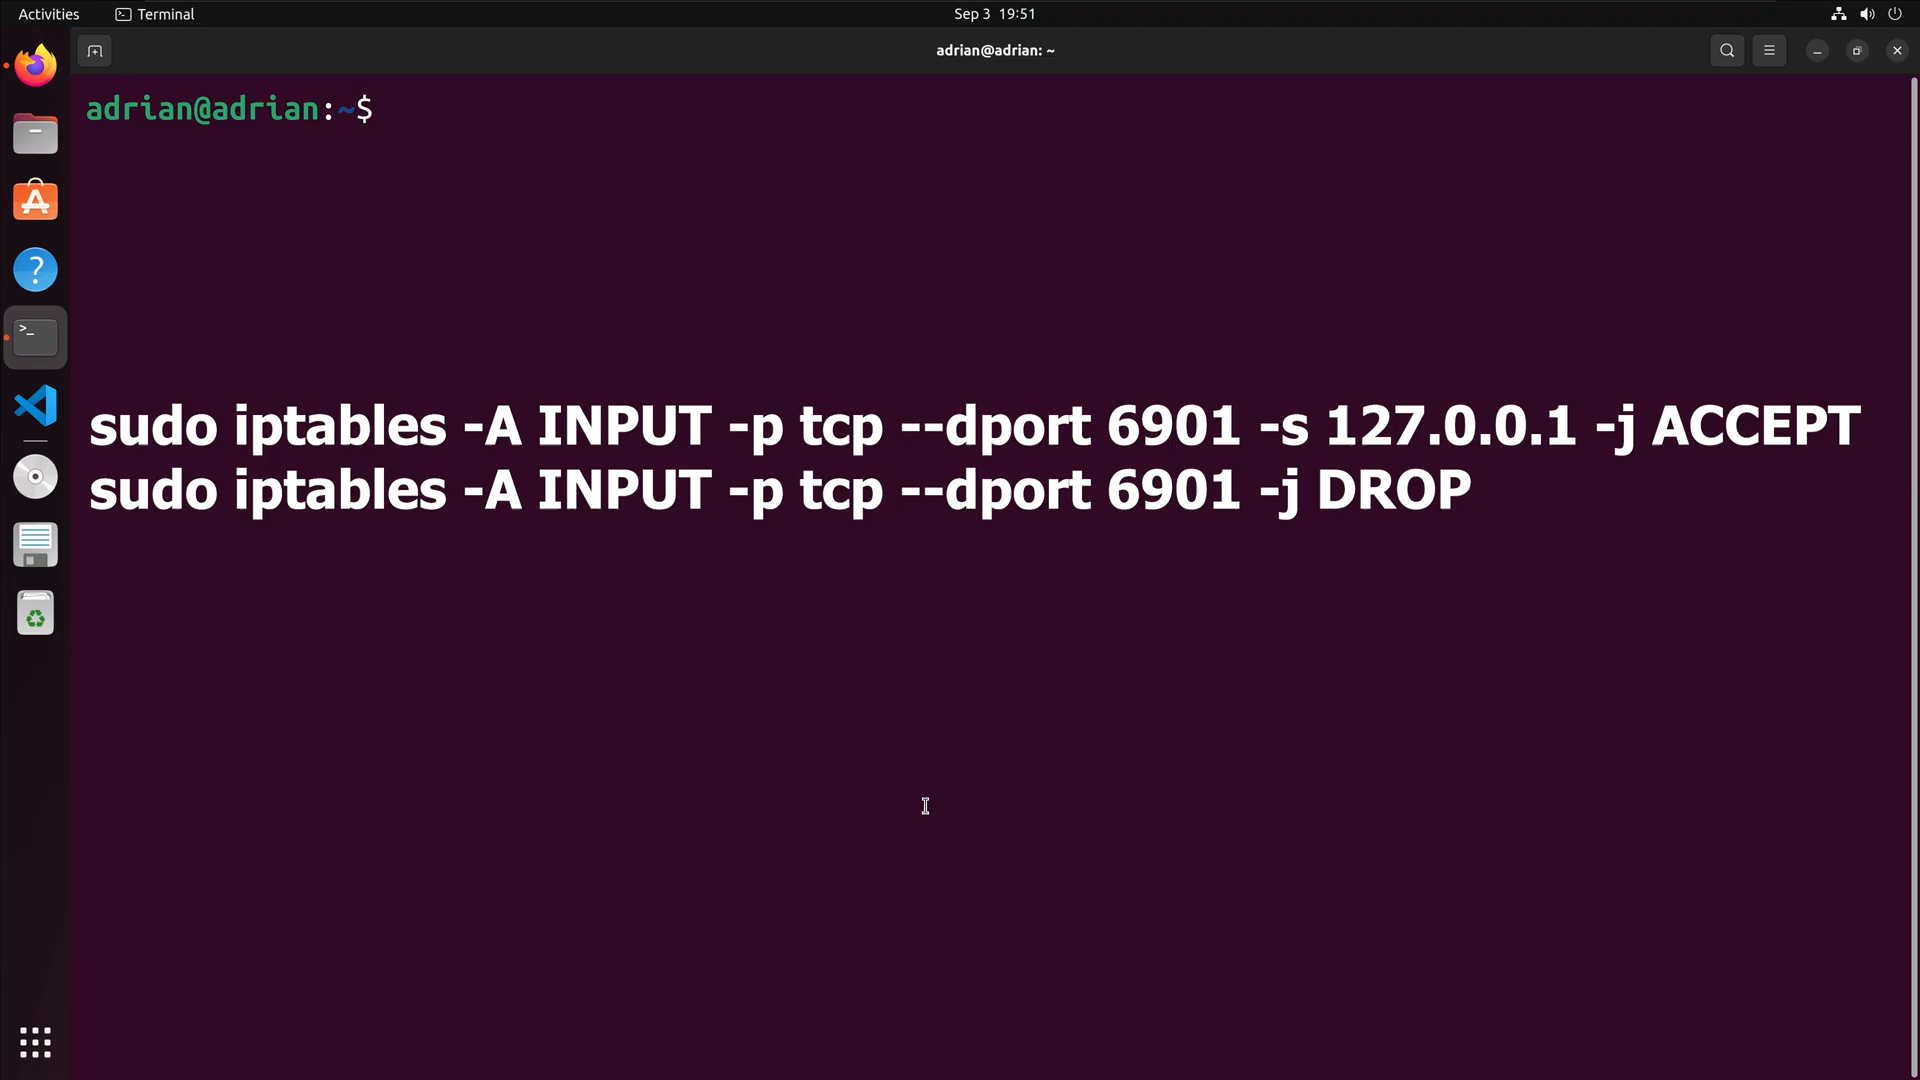 Activities Terminal Sep 3 19:51
adrian@adrian: ~
adrian@adrian:~$
sudo iptables -A INPUT -p tcp --dport 6901 -s 127.0.0.1 -j ACCEPT
sudo iptables -A INPUT -p tcp --dport 6901 -j DROP